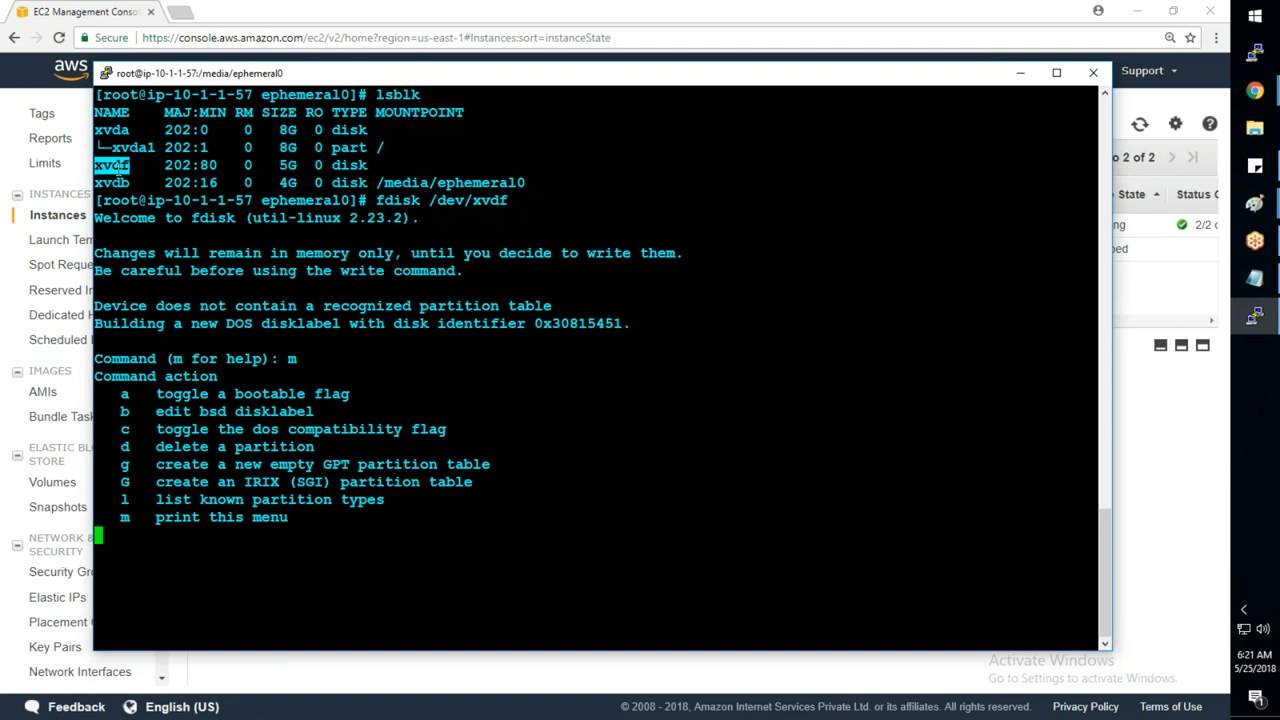 EC2 Management Consol
Secure
https://console.aws.amazon.com/ec2/v2/home?region=us-east-1#Instances:sort=instanceState
aws
Support
root@ip-10-1-1-57:/media/ephemeral0
[root@ip-10-1-1-57 ephemeral0]# lsblk
NAME    MAJ:MIN RM SIZE RO TYPE MOUNTPOINT
xvda    202:0    0   8G  0 disk
└─xvda1 202:1    0   8G  0 part /
xvdf    202:80   0   5G  0 disk
xvdb    202:16   0   4G  0 disk /media/ephemeral0
[root@ip-10-1-1-57 ephemeral0]# fdisk /dev/xvdf
Welcome to fdisk (util-linux 2.23.2).
Changes will remain in memory only, until you decide to write them.
Be careful before using the write command.
Device does not contain a recognized partition table
Building a new DOS disklabel with disk identifier 0x30815451.
Command (m for help): m
Command action
a   toggle a bootable flag
b   edit bsd disklabel
c   toggle the dos compatibility flag
d   delete a partition
g   create a new empty GPT partition table
G   create an IRIX (SGI) partition table
l   list known partition types
m   print this menu
Tags
Reports
Limits
INSTANCES
Instances
Launch Tem
Spot Reque
Reserved In
Dedicated H
Scheduled I
IMAGES
AMIs
Bundle Task
ELASTIC BLO
STORE
Volumes
Snapshots
NETWORK &
SECURITY
Security Group
Elastic IPs
Placement G
Key Pairs
Network Interfaces
2 of 2
State
Status C
ng
2/2 c
ped
Activate Windows
Go to Settings to activate Windows.
6:21 AM
5/25/2018
1
Feedback
English (US)
© 2008 - 2018, Amazon Internet Services Private Ltd. or its affiliates. All rights reserved.
Privacy Policy
Terms of Use